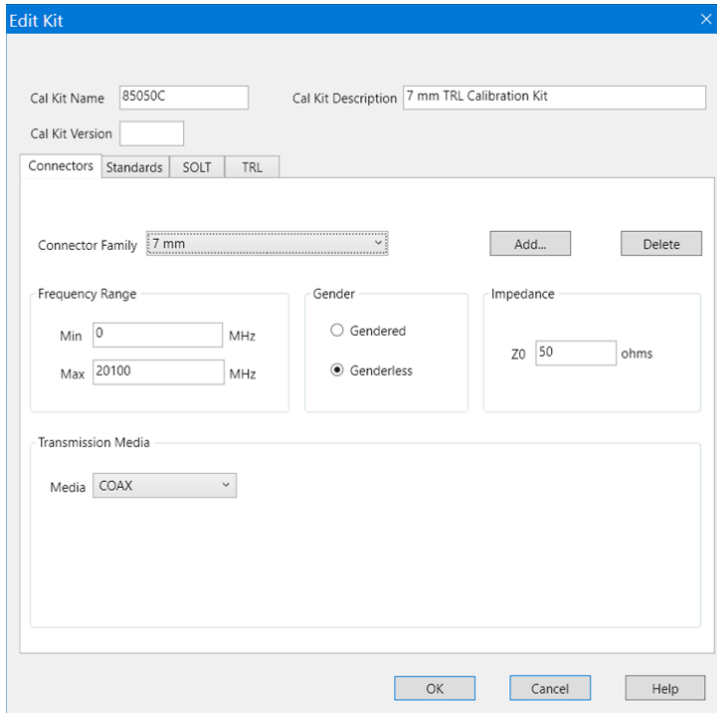 Edit Kit
Cal Kit Name 85050C Cal Kit Description 7 mm TRL Calibration Kit
Cal Kit Version
Connectors Standards SOLT TRL
Connector Family 7 mm Add... Delete
Frequency Range Gender Impedance
Min 0 MHz Gendered
Z0 50 ohms
Max 20100 MHz Genderless
Transmission Media
Media COAX
OK Cancel Help